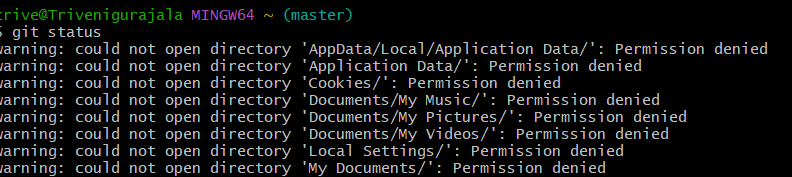 trive@Trivenigurajala MINGW64 ~ (master)
$ git status
warning: could not open directory 'AppData/Local/Application Data/': Permission denied
warning: could not open directory 'Application Data/': Permission denied
warning: could not open directory 'Cookies/': Permission denied
warning: could not open directory 'Documents/My Music/': Permission denied
warning: could not open directory 'Documents/My Pictures/': Permission denied
warning: could not open directory 'Documents/My Videos/': Permission denied
warning: could not open directory 'Local Settings/': Permission denied
warning: could not open directory 'My Documents/': Permission denied